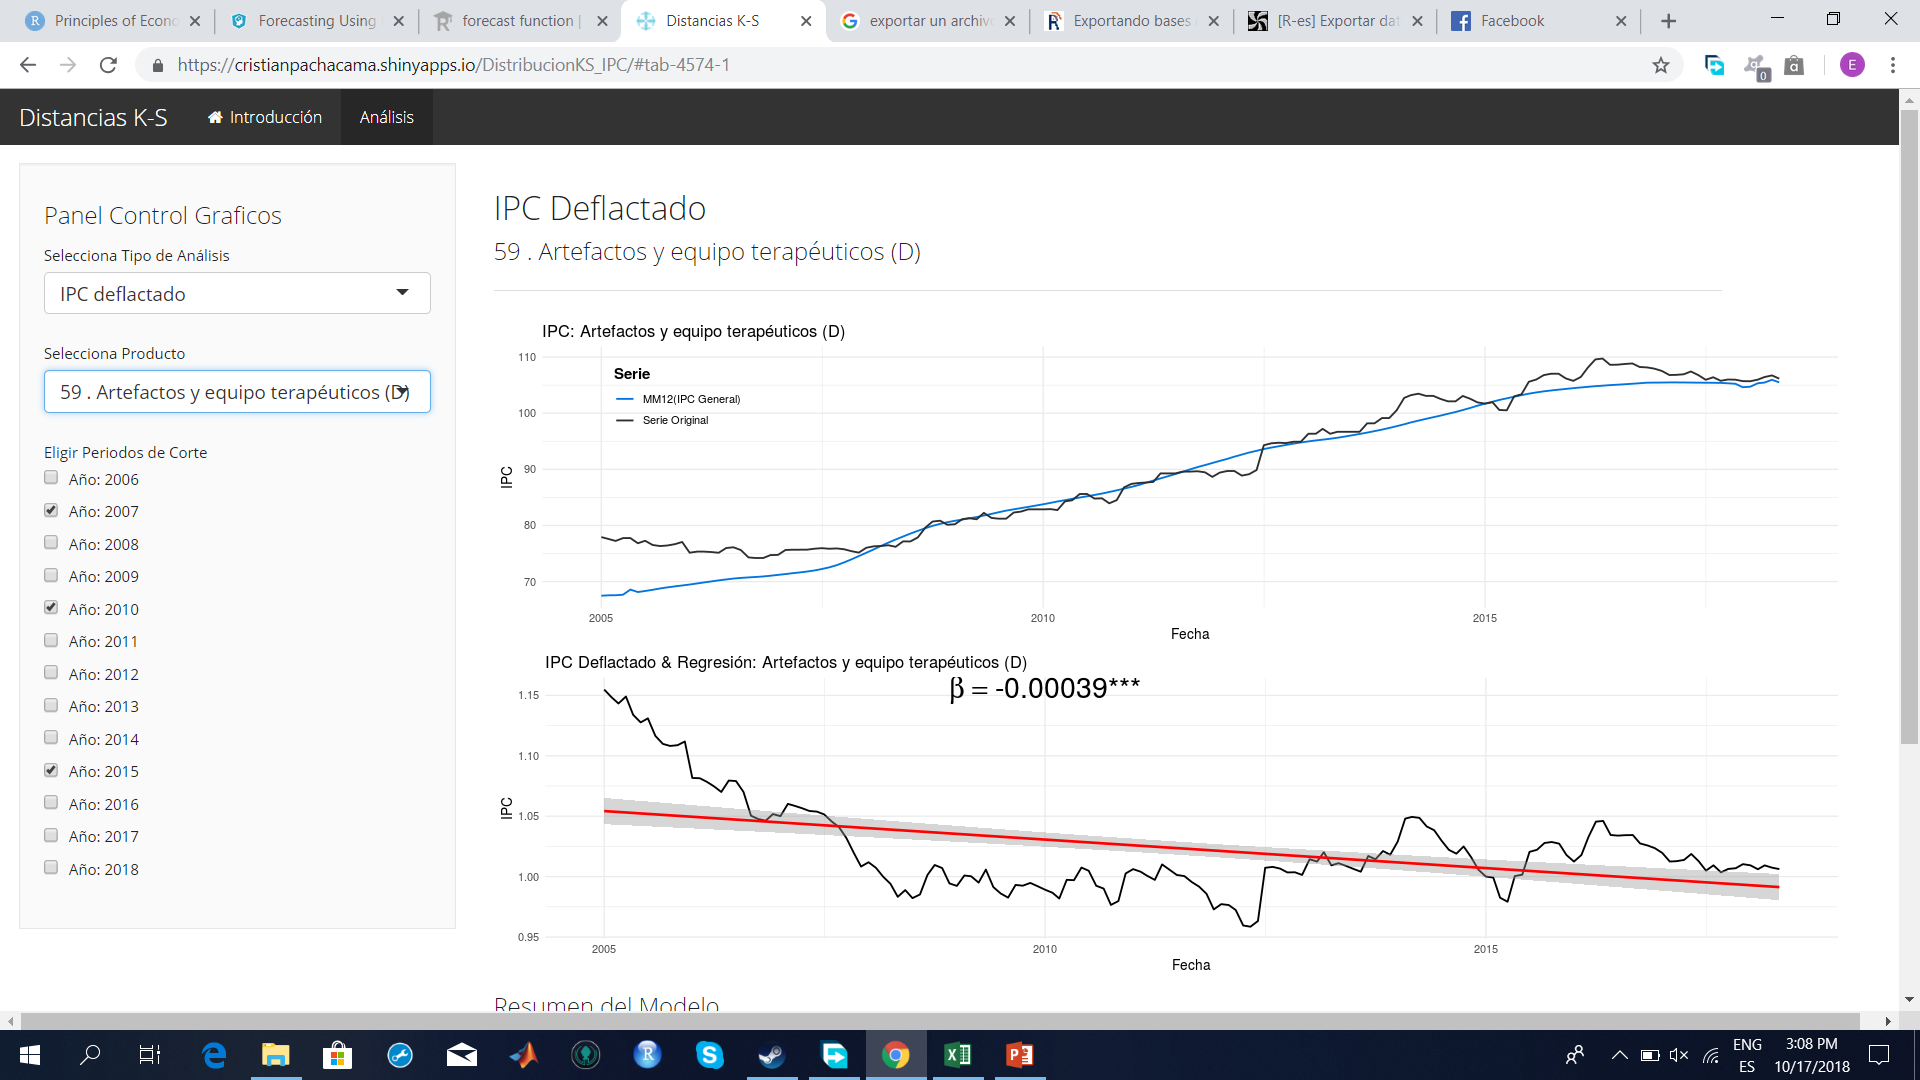 Principles of Econo
Forecasting Using
forecast function |
Distancias K-S
exportar un archivo
Exportando bases
[R-es] Exportar dat
Facebook
https://cristianpachacama.shinyapps.io/DistribucionKS_IPC/#tab-4574-1
0
E
Distancias K-S
Introducción
Análisis
Panel Control Graficos
Selecciona Tipo de Análisis
IPC deflactado
Selecciona Producto
59 . Artefactos y equipo terapéuticos (D)
Eligir Periodos de Corte
Año: 2006
Año: 2007
Año: 2008
Año: 2009
Año: 2010
Año: 2011
Año: 2012
Año: 2013
Año: 2014
Año: 2015
Año: 2016
Año: 2017
Año: 2018
IPC Deflactado
59 . Artefactos y equipo terapéuticos (D)
IPC: Artefactos y equipo terapéuticos (D)
Serie
MM12(IPC General)
Serie Original
110
100
90
80
70
IPC
2005
2010
2015
Fecha
IPC Deflactado & Regresión: Artefactos y equipo terapéuticos (D)
β = -0.00039***
1.15
1.10
1.05
1.00
0.95
IPC
2005
2010
2015
Fecha
Resumen del Modelo
ENG
ES
3:08 PM
10/17/2018